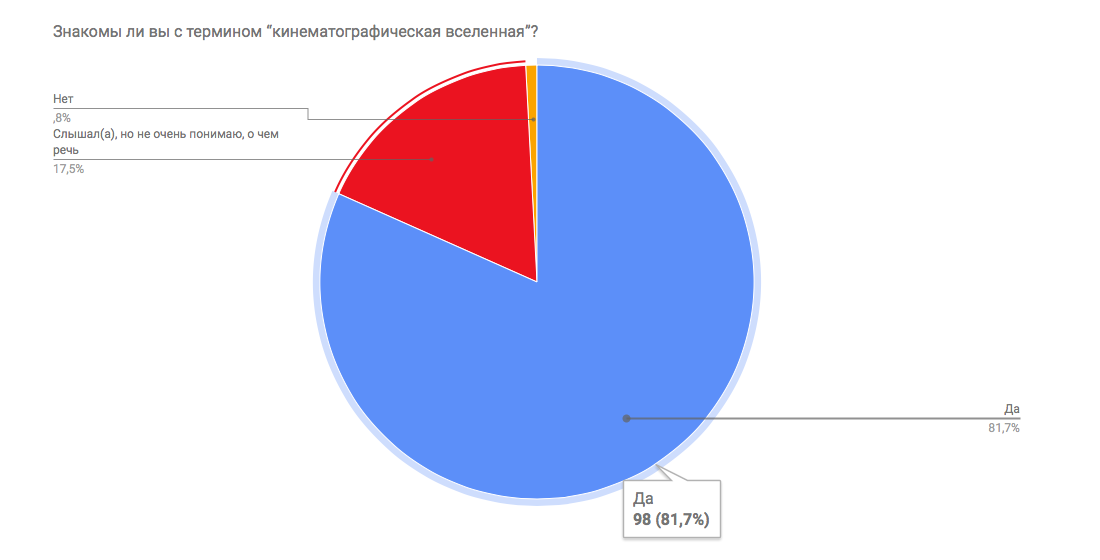 Знакомы ли вы с термином “кинематографическая вселенная”?
Нет
,8%
Слышал(а), но не очень понимаю, о чем
речь
17,5%
Да
81,7%
Да
98 (81,7%)